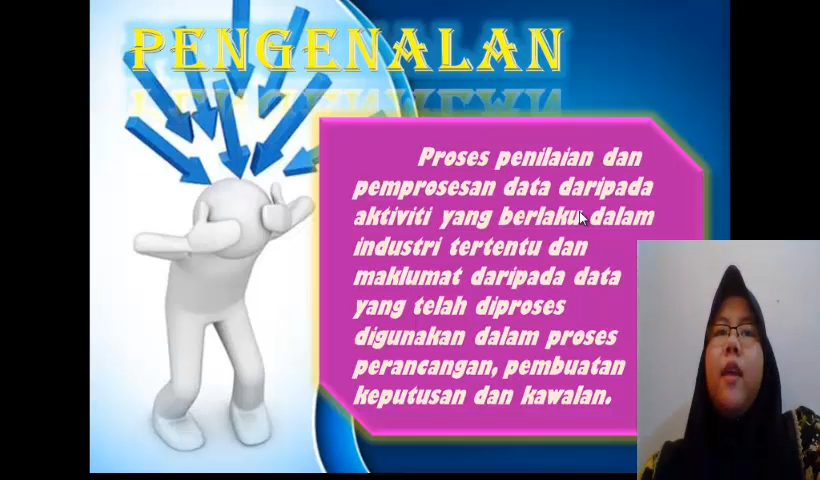 PENGENALAN
Proses penilaian dan
pemprosesan data daripada
aktiviti yang berlaku dalam
industri tertentu dan
maklumat daripada data
yang telah diproses
digunakan dalam proses
perancangan, pembuatan
keputusan dan kawalan.